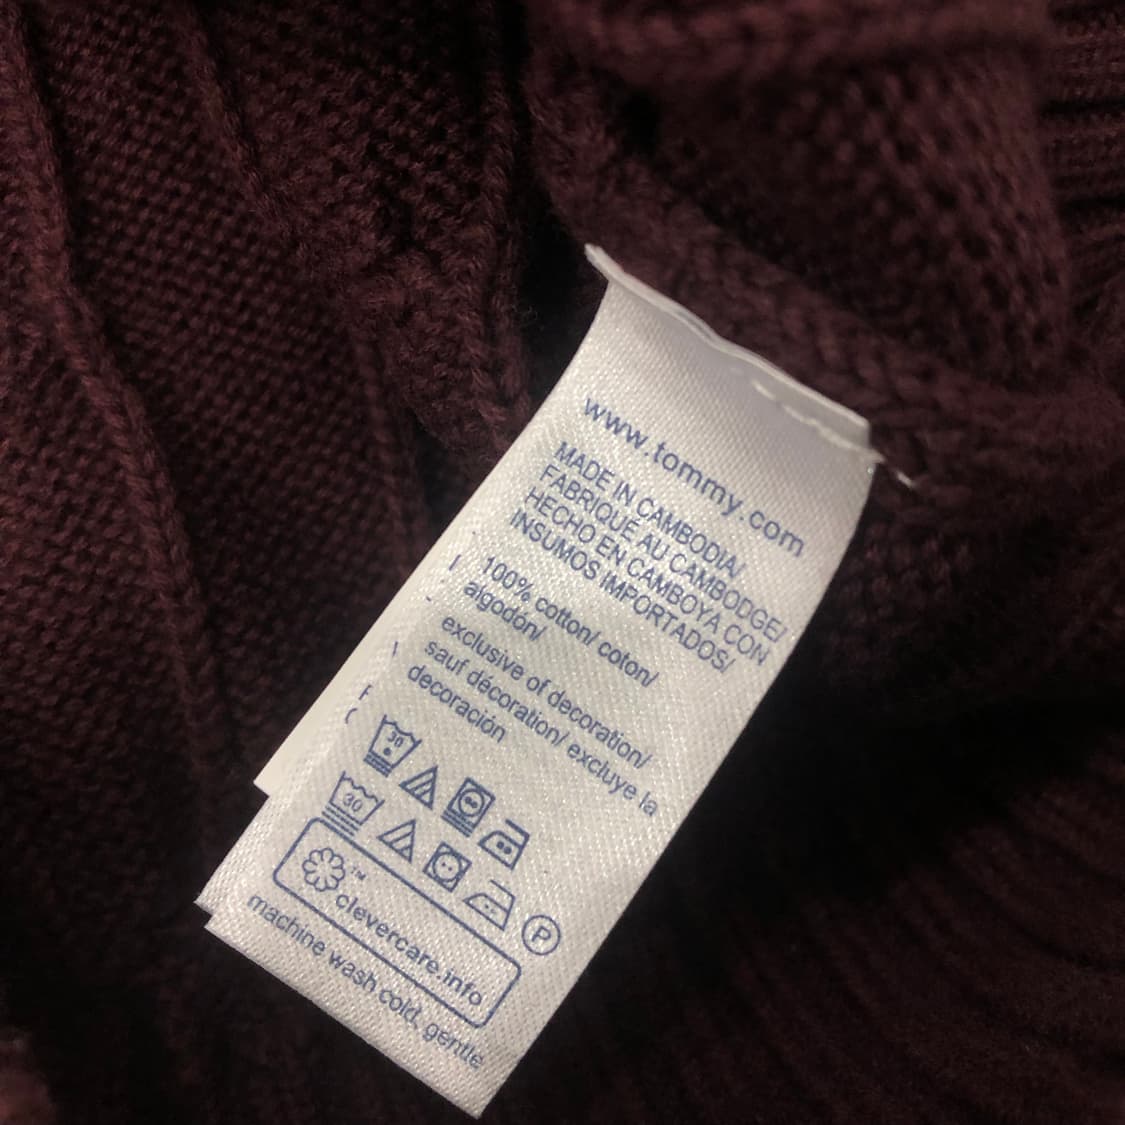 www.tommy.com
MADE IN CAMBODIA/
FABRIQUÉ AU CAMBODGE/
HECHO EN CAMBOYA CON
INSUMOS IMPORTADOS/
100% cotton/ coton/
algodón/
exclusive of decoration/
sauf décoration/ excluye la
decoración
30
30
P
™
clevercare.info
machine wash cold, gentle